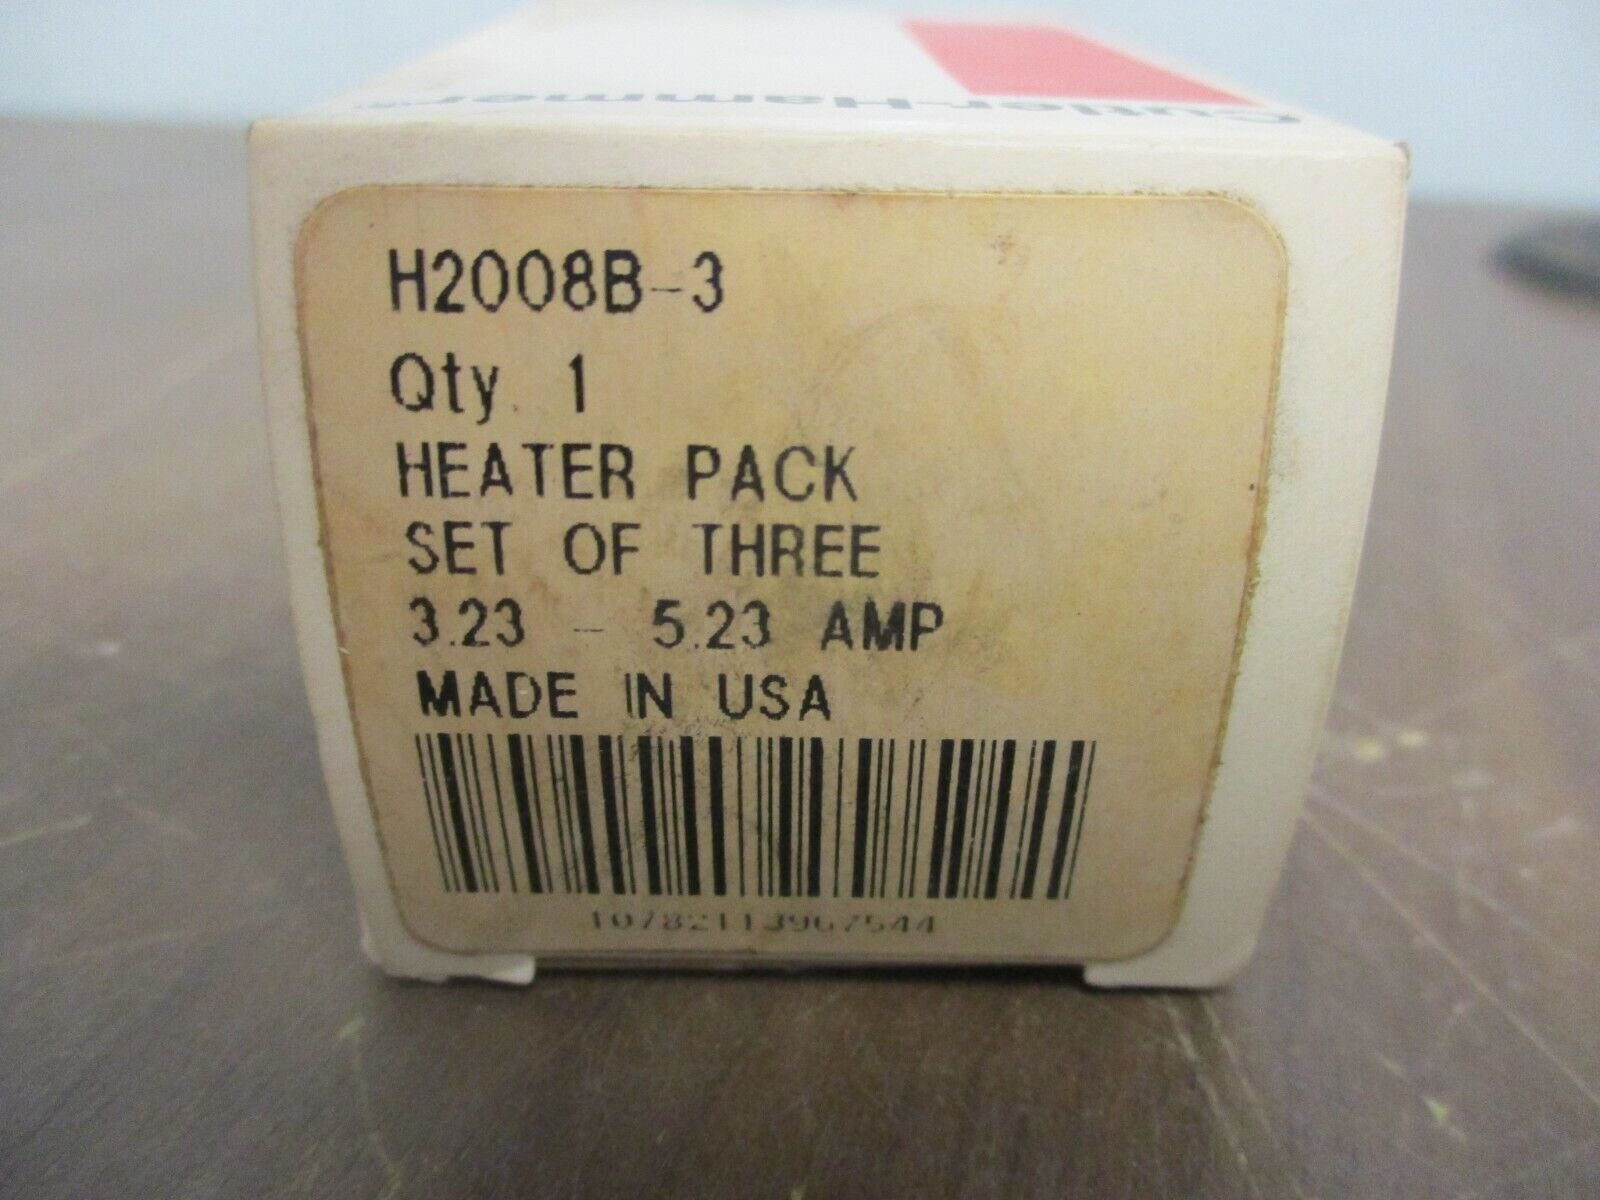 Cutler-Hammer
H2008B-3
Qty. 1
HEATER PACK
SET OF THREE
3.23 - 5.23 AMP
MADE IN USA
10782113967544